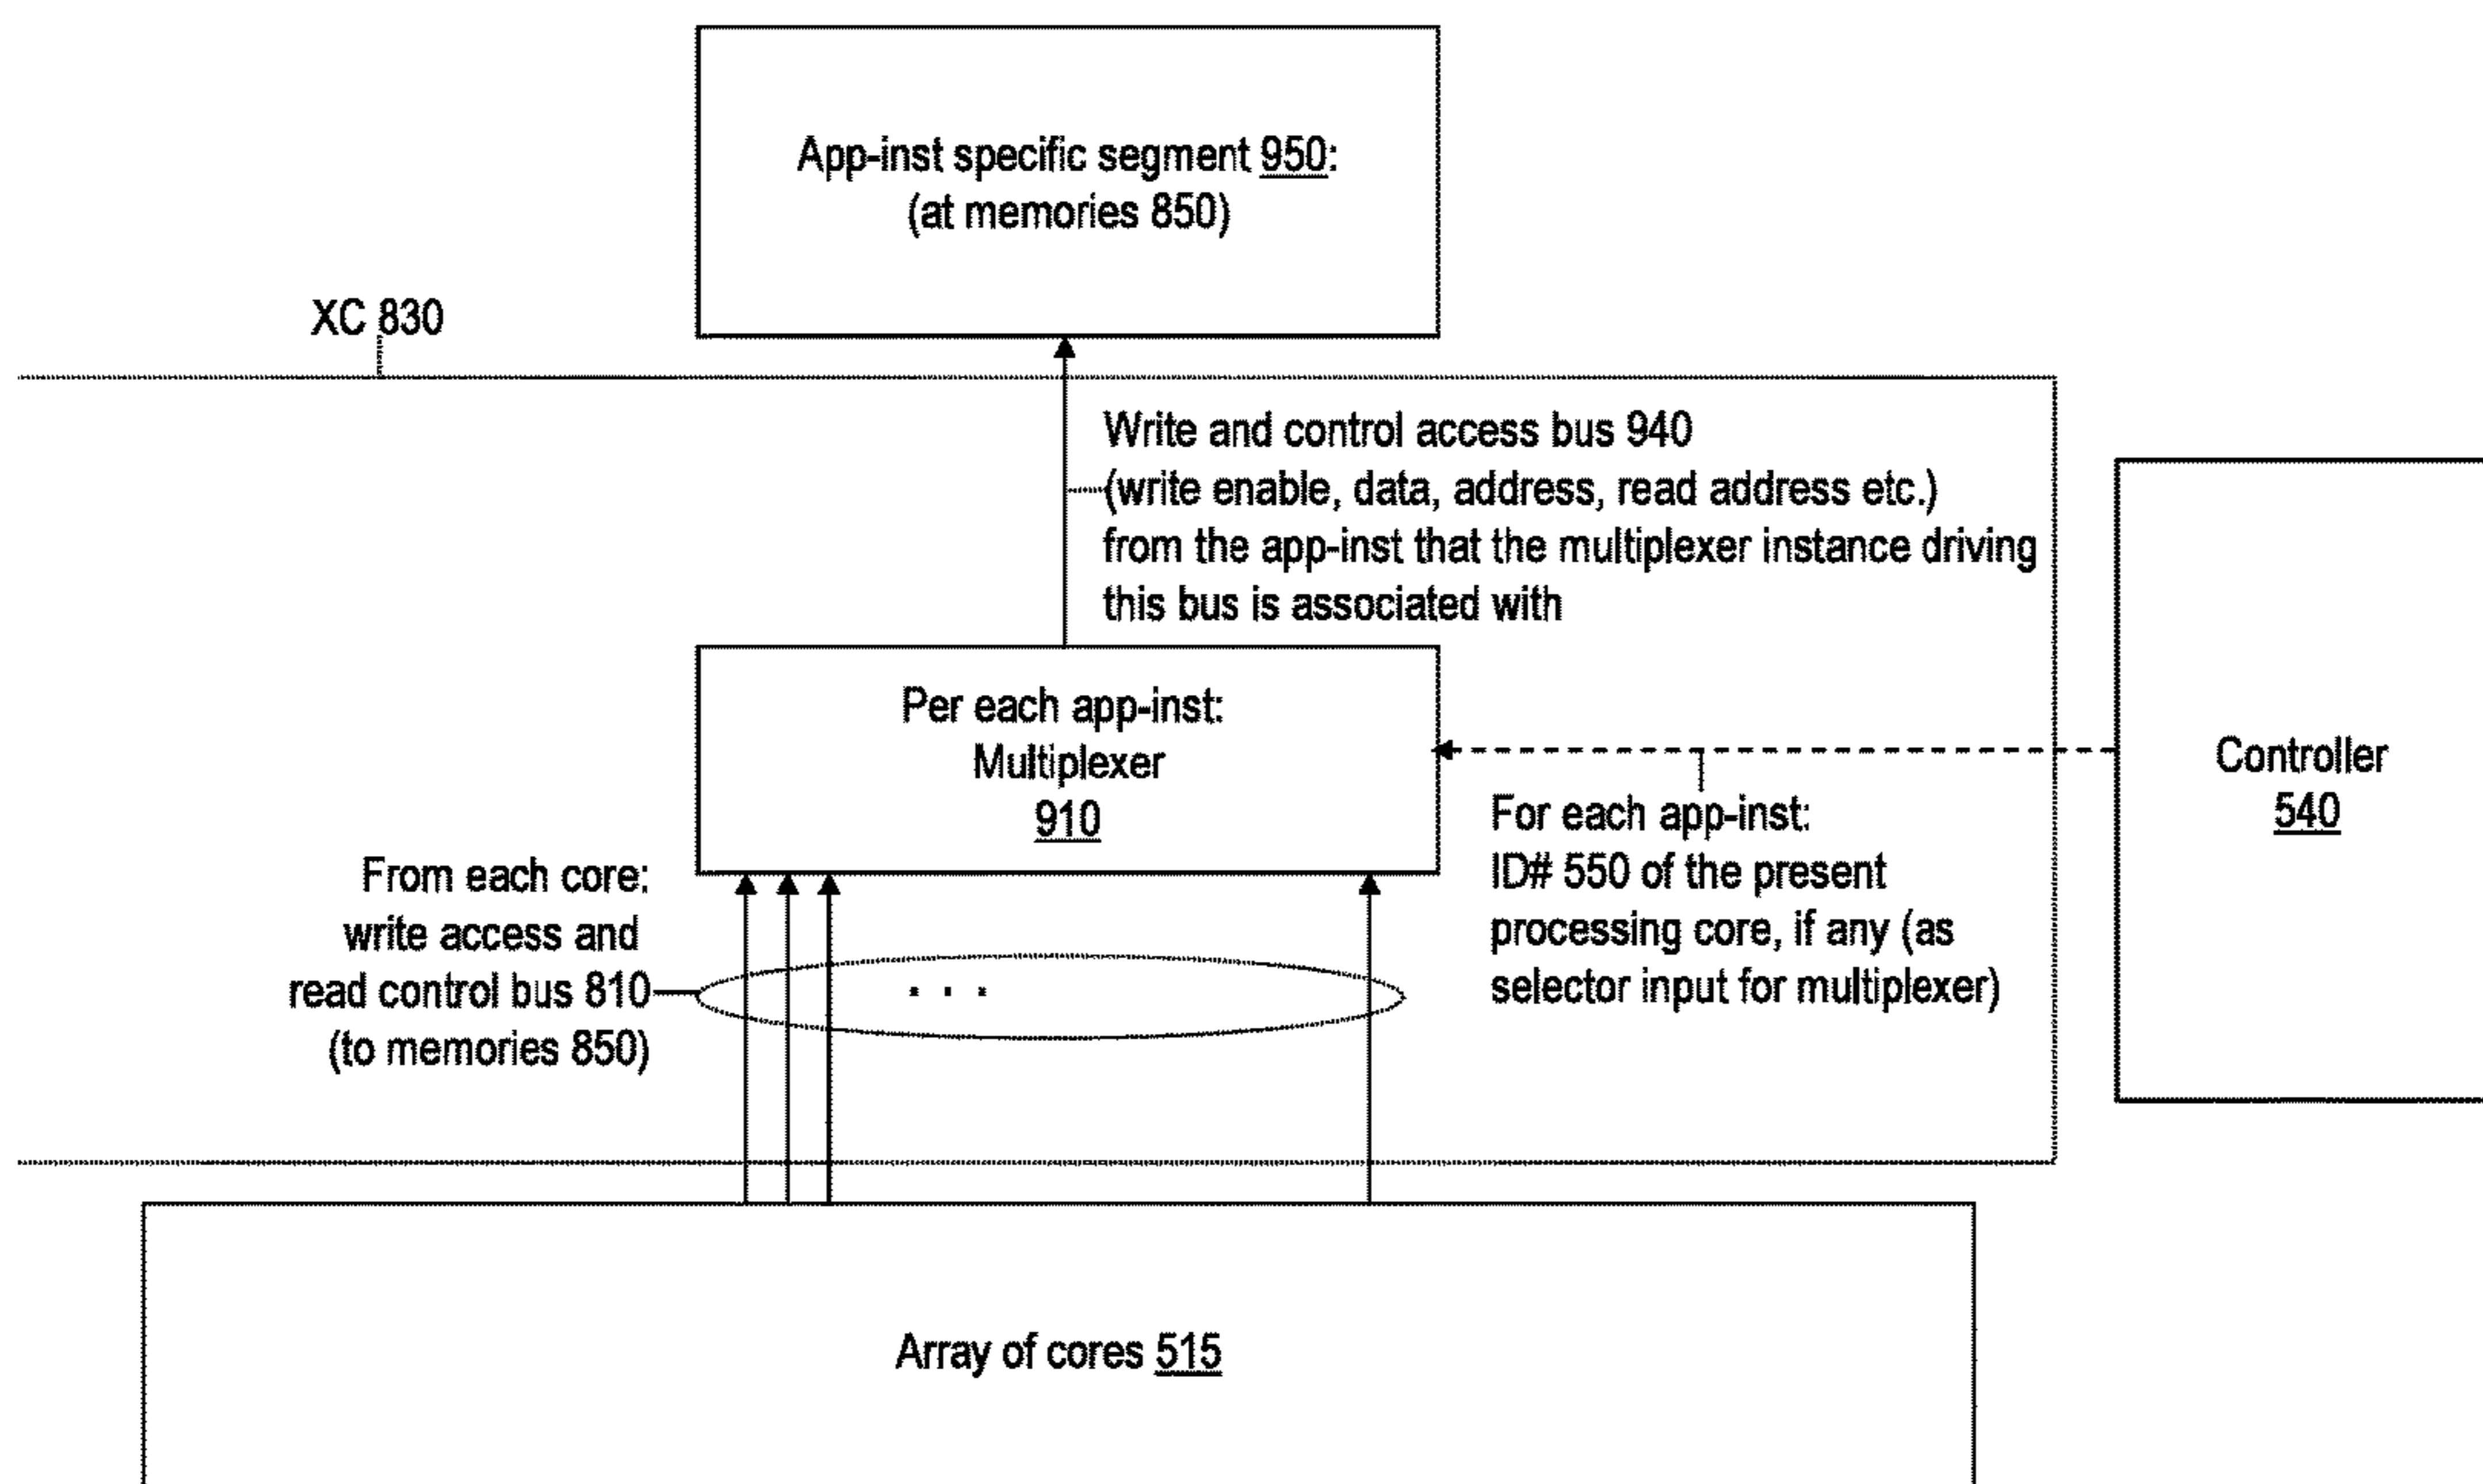 App-inst specific segment 950:
(at memories 850)
XC 830
Write and control access bus 940
(write enable, data, address, read address etc.)
from the app-inst that the multiplexer instance driving
this bus is associated with
Per each app-inst:
Multiplexer
910
Controller
540
For each app-inst:
ID# 550 of the present
processing core, if any (as
selector input for multiplexer)
From each core:
write access and
read control bus 810
(to memories 850)
. . .
Array of cores 515